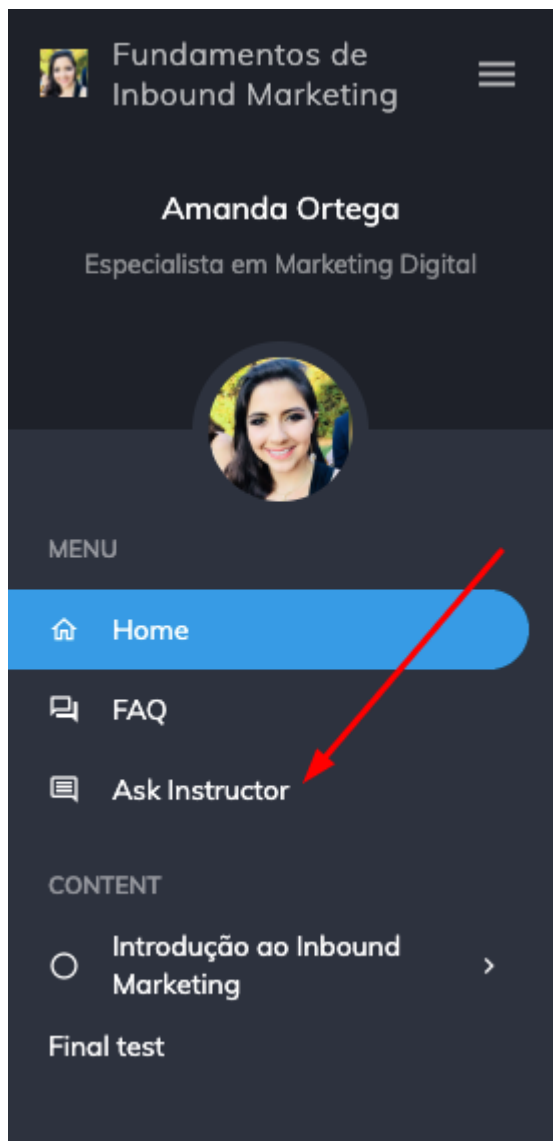 Fundamentos de
Inbound Marketing
Amanda Ortega
Especialista em Marketing Digital
MENU
Home
FAQ
Ask Instructor
CONTENT
Introdução ao Inbound
Marketing
Final test